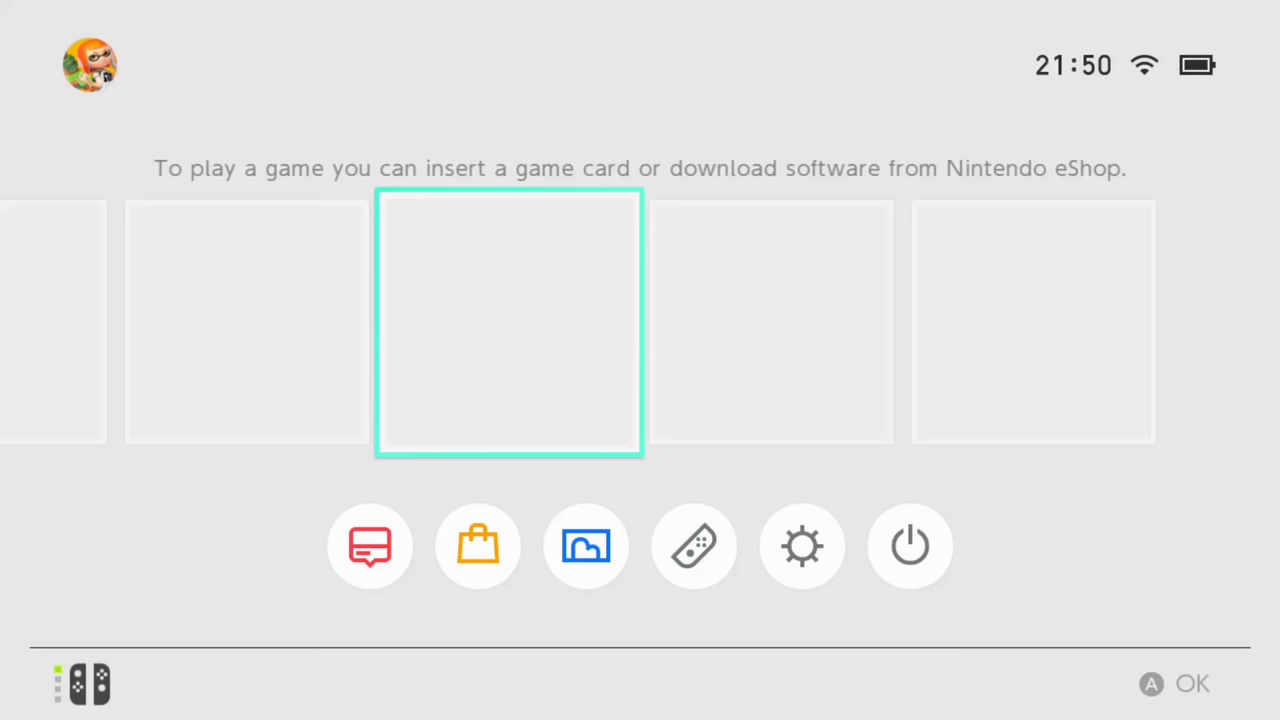 21:50
To play a game you can insert a game card or download software from Nintendo eShop.
A OK